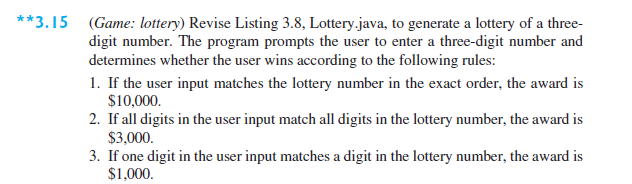 **3.15 (Game: lottery) Revise Listing 3.8, Lottery.java, to generate a lottery of a three-
digit number. The program prompts the user to enter a three-digit number and
determines whether the user wins according to the following rules:
1. If the user input matches the lottery number in the exact order, the award is
$10,000.
2. If all digits in the user input match all digits in the lottery number, the award is
$3,000.
3. If one digit in the user input matches a digit in the lottery number, the award is
$1,000.